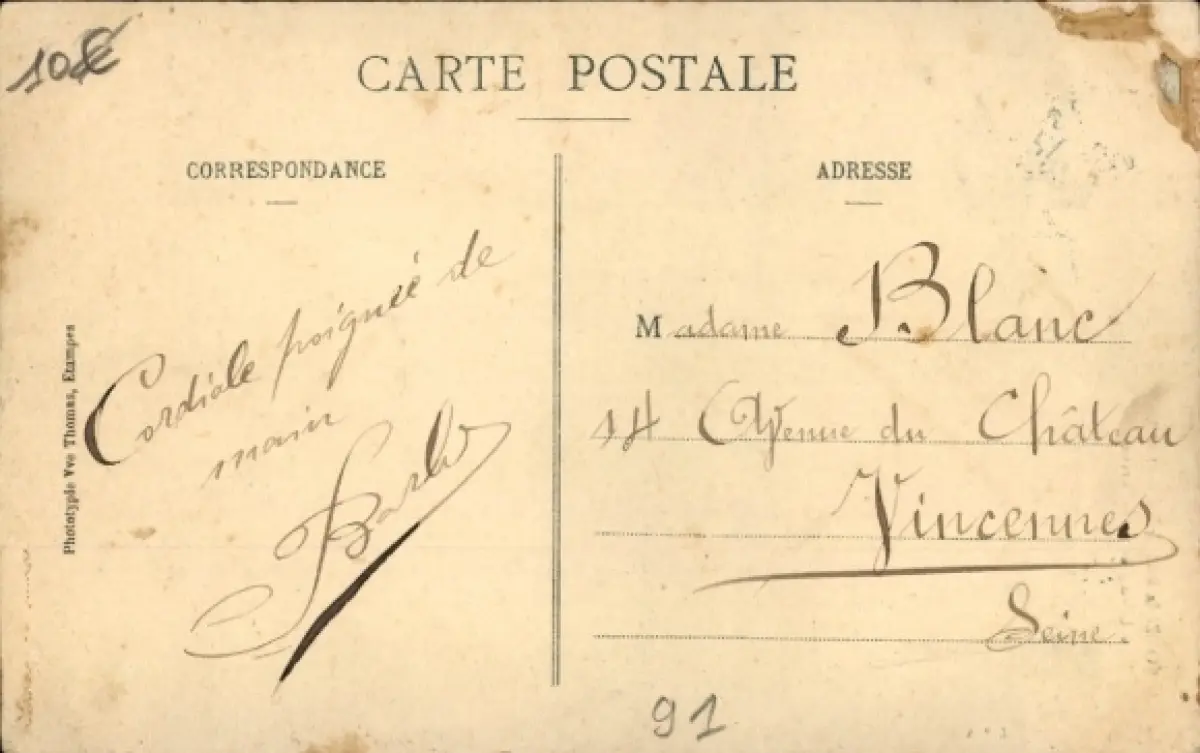 10€
CARTE POSTALE
CORRESPONDANCE
Cordiale poignée de
main
Phototypie Vve Thomas, Etampes
ADRESSE
Madame Blanc
14 Avenue du Château
Vincennes
Seine.
91